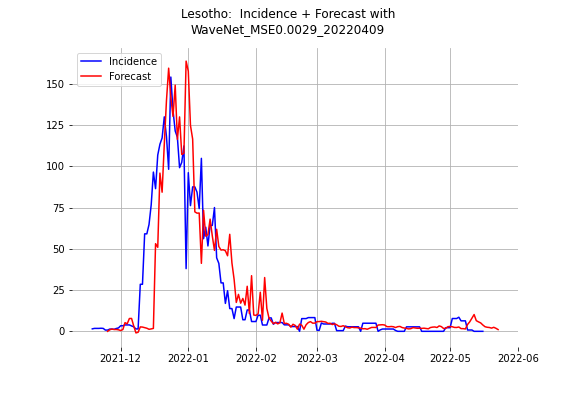 Lesotho:  Incidence + Forecast with
WaveNet_MSE0.0029_20220409
Incidence
Forecast
150
125
100
75
50
25
0
2021-12 2022-01 2022-02 2022-03 2022-04 2022-05 2022-06